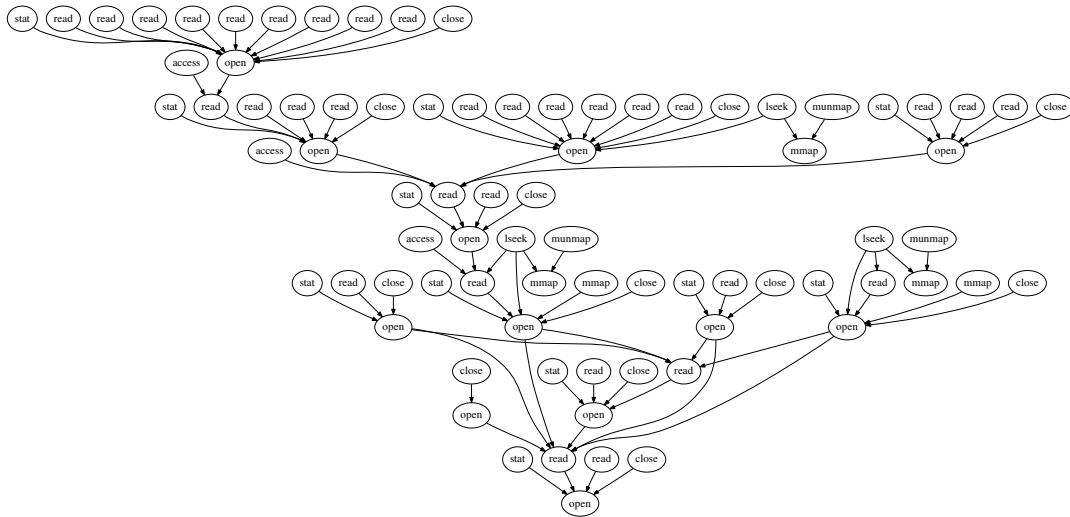 stat read read read read read read read read close
access open
stat read read read read close stat read read read read read read close lseek munmap stat read read read close
access open open mmap open
read
stat read close
access open lseek munmap lseek munmap
stat read close stat read mmap mmap close stat read close stat read mmap mmap close
open open open open
close stat read close read
open open
stat read read close
open